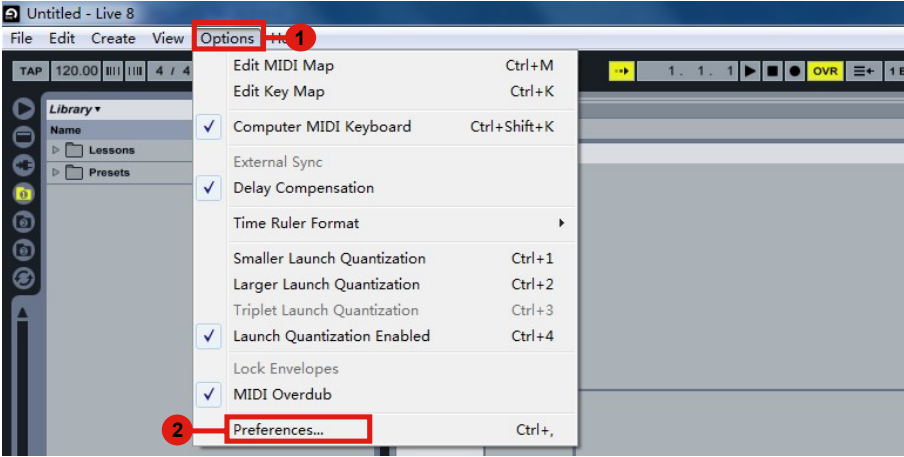 Untitled - Live 8
File Edit Create View Options
1
TAP 120.00 4 / 4
1. 1. 1 OVR
Library
Name
Lessons
Presets
Edit MIDI Map Ctrl+M
Edit Key Map Ctrl+K
Computer MIDI Keyboard Ctrl+Shift+K
External Sync
Delay Compensation
Time Ruler Format
Smaller Launch Quantization Ctrl+1
Larger Launch Quantization Ctrl+2
Triplet Launch Quantization Ctrl+3
Launch Quantization Enabled Ctrl+4
Lock Envelopes
MIDI Overdub
2
Preferences... Ctrl+,